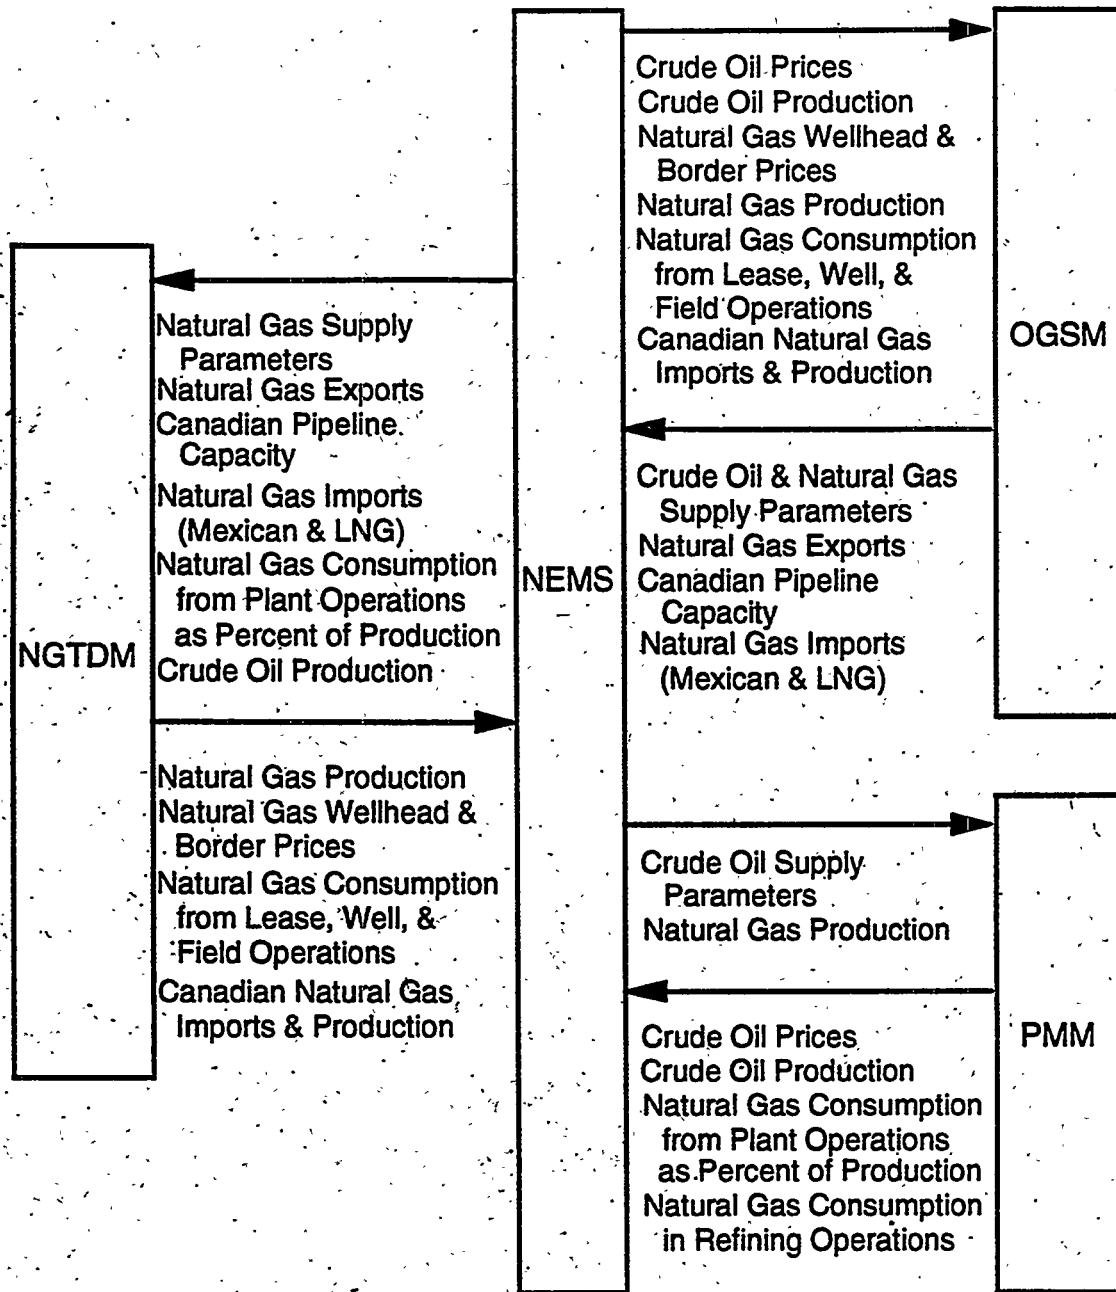 Crude Oil Prices
Crude Oil Production
Natural Gas Wellhead &
Border Prices
Natural Gas Production
Natural Gas Consumption
from Lease, Well, &
Field Operations
Canadian Natural Gas
Imports & Production
OGSM
Natural Gas Supply
Parameters
Natural Gas Exports
Canadian Pipeline
Capacity
Natural Gas Imports
(Mexican & LNG)
Natural Gas Consumption
from Plant Operations
as Percent of Production
Crude Oil Production
NGTDM
NEMS
Crude Oil & Natural Gas
Supply Parameters
Natural Gas Exports
Canadian Pipeline
Capacity
Natural Gas Imports
(Mexican & LNG)
Natural Gas Production
Natural Gas Wellhead &
Border Prices
Natural Gas Consumption
from Lease, Well, &
Field Operations
Canadian Natural Gas
Imports & Production
Crude Oil Supply
Parameters
Natural Gas Production
PMM
Crude Oil Prices
Crude Oil Production
Natural Gas Consumption
from Plant Operations
as Percent of Production
Natural Gas Consumption
in Refining Operations